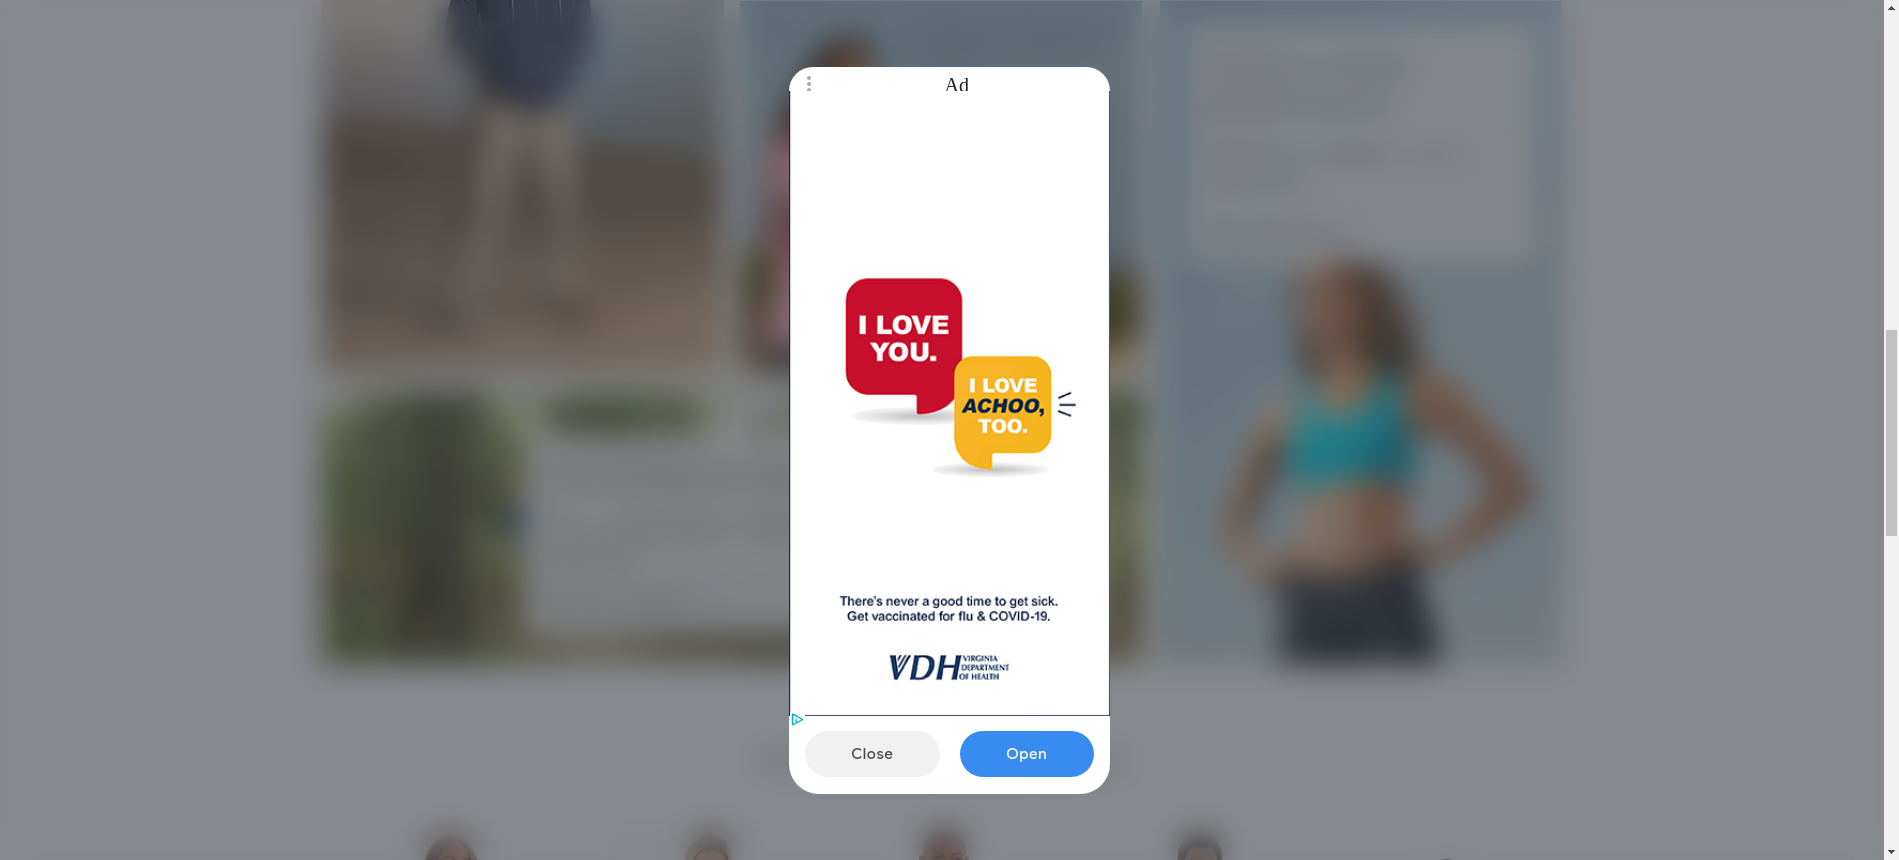 Ad
I LOVE
YOU.
I LOVE
ACHOO,
TOO.
There's never a good time to get sick.
Get vaccinated for flu & COVID-19.
VDH VIRGINIA
DEPARTMENT
OF HEALTH
Close
Open